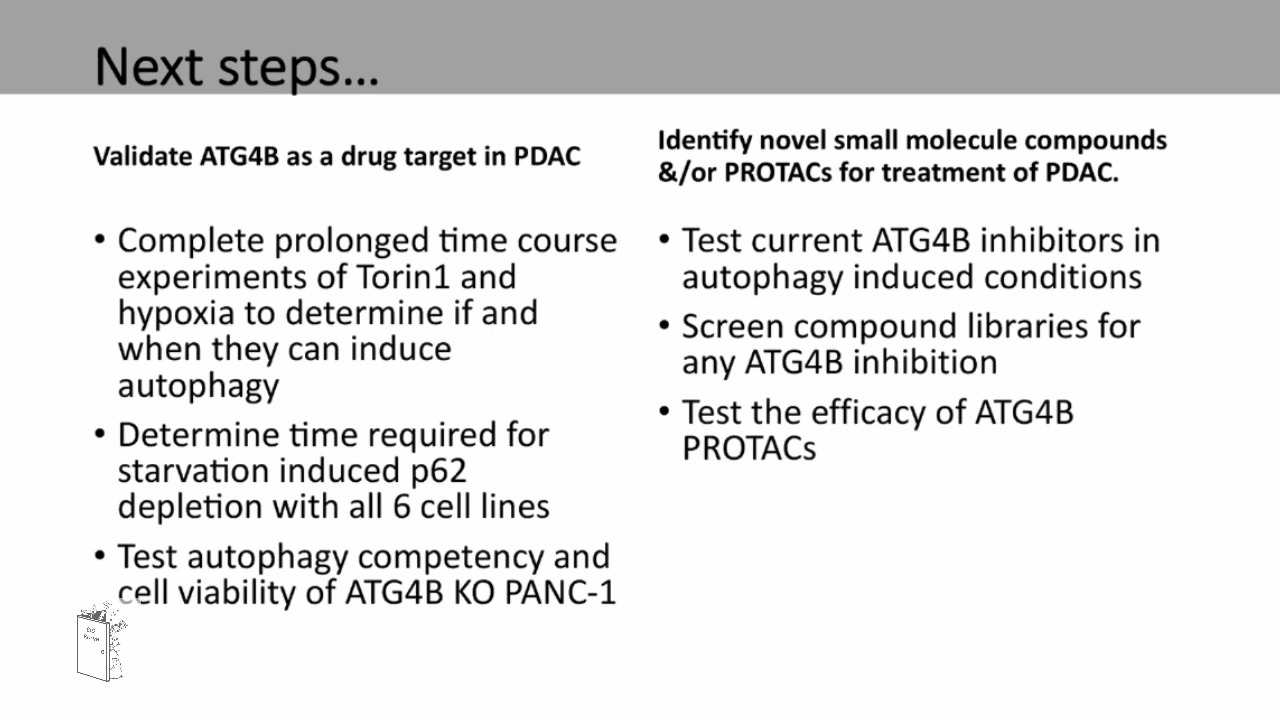 Next steps...
Validate ATG4B as a drug target in PDAC
• Complete prolonged time course
experiments of Torin1 and
hypoxia to determine if and
when they can induce
autophagy
• Determine time required for
starvation induced p62
depletion with all 6 cell lines
• Test autophagy competency and
cell viability of ATG4B KO PANC-1
Identify novel small molecule compounds
&/or PROTACs for treatment of PDAC.
• Test current ATG4B inhibitors in
autophagy induced conditions
• Screen compound libraries for
any ATG4B inhibition
• Test the efficacy of ATG4B
PROTACs